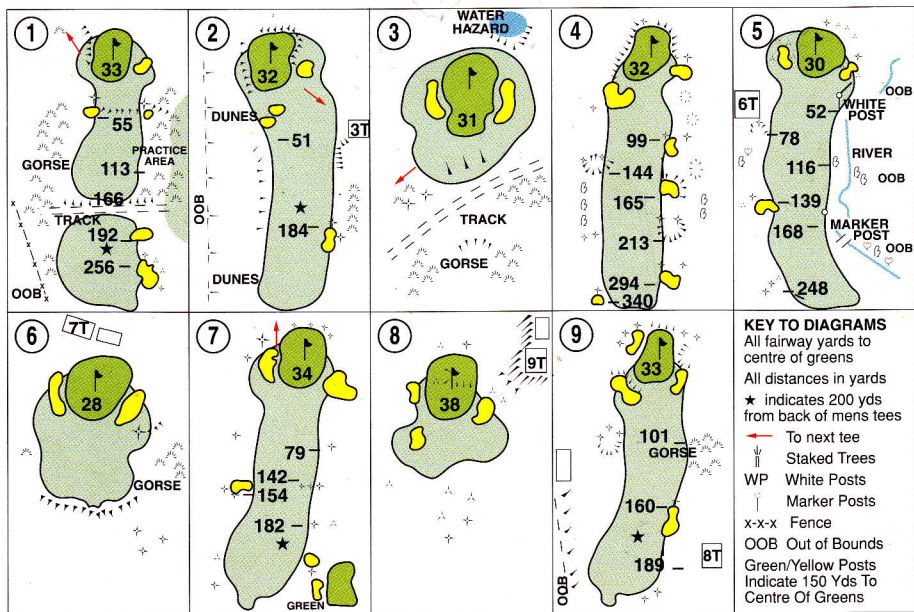 1
33
55
PRACTICE
AREA
GORSE
113
166
TRACK
192
256
OOB
2
32
DUNES
51
3T
OOB
184
DUNES
3
WATER
HAZARD
31
TRACK
GORSE
4
32
99
144
165
213
294
340
5
30
OOB
6T
52
WHITE
POST
78
RIVER
116
OOB
139
MARKER
POST
168
OOB
248
6
7T
28
GORSE
7
34
79
142
154
182
GREEN
8
9T
38
9
33
101
GORSE
160
189
8T
OOB
KEY TO DIAGRAMS
All fairway yards to
centre of greens
All distances in yards
★ indicates 200 yds
from back of mens tees
To next tee
Staked Trees
WP White Posts
Marker Posts
x-x-x Fence
OOB Out of Bounds
Green/Yellow Posts
Indicate 150 Yds To
Centre Of Greens